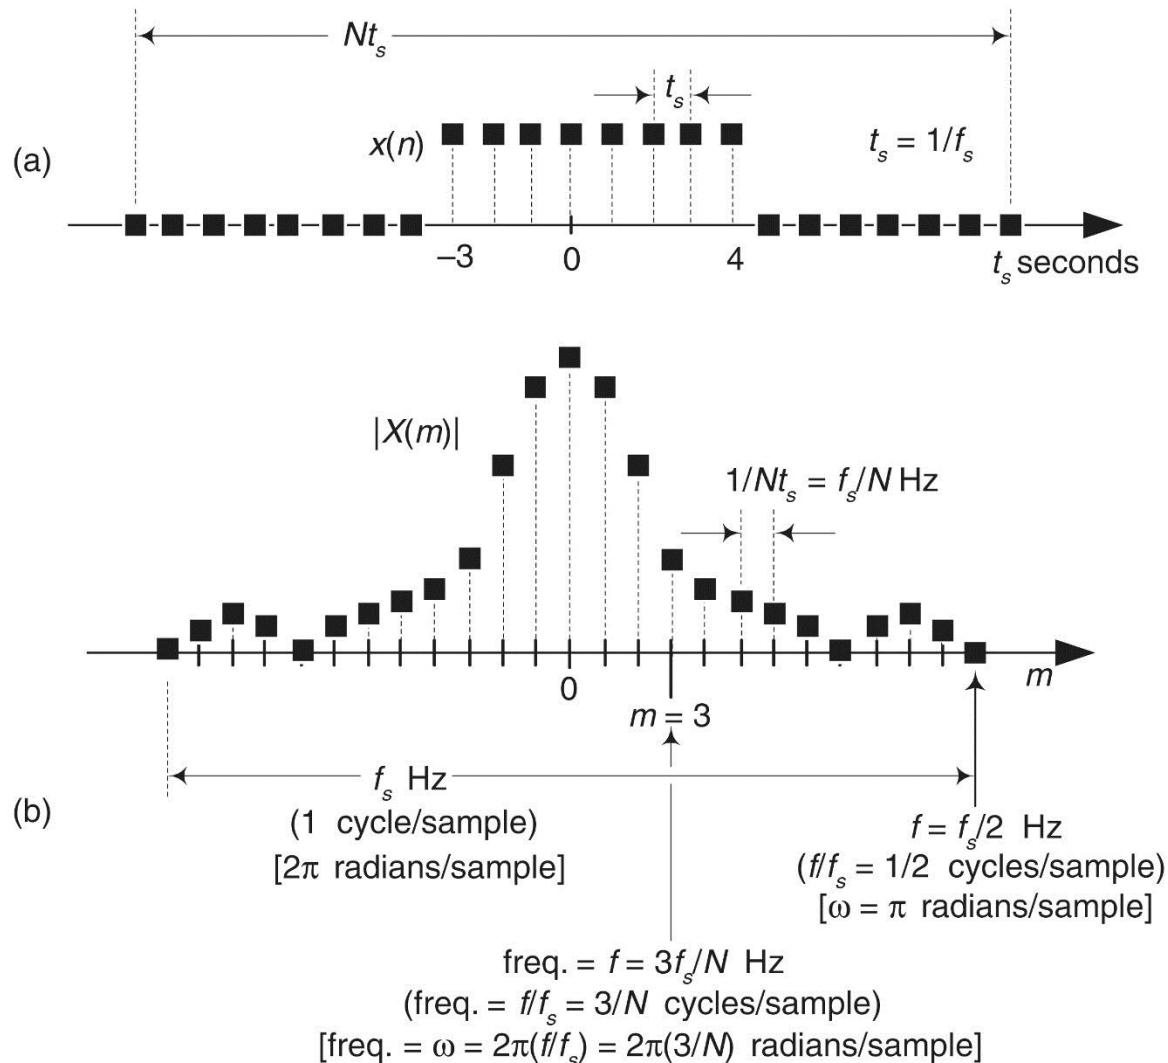 Nt_s
t_s
x(n)
t_s = 1/f_s
(a)
–3
0
4
t_s seconds
|X(m)|
1/Nt_s = f_s/N Hz
0
m
m = 3
f_s Hz
(b)
(1 cycle/sample)
[2π radians/sample]
f = f_s/2 Hz
(f/f_s = 1/2 cycles/sample)
[ω = π radians/sample]
freq. = f = 3f_s/N Hz
(freq. = f/f_s = 3/N cycles/sample)
[freq. = ω = 2π(f/f_s) = 2π(3/N) radians/sample]